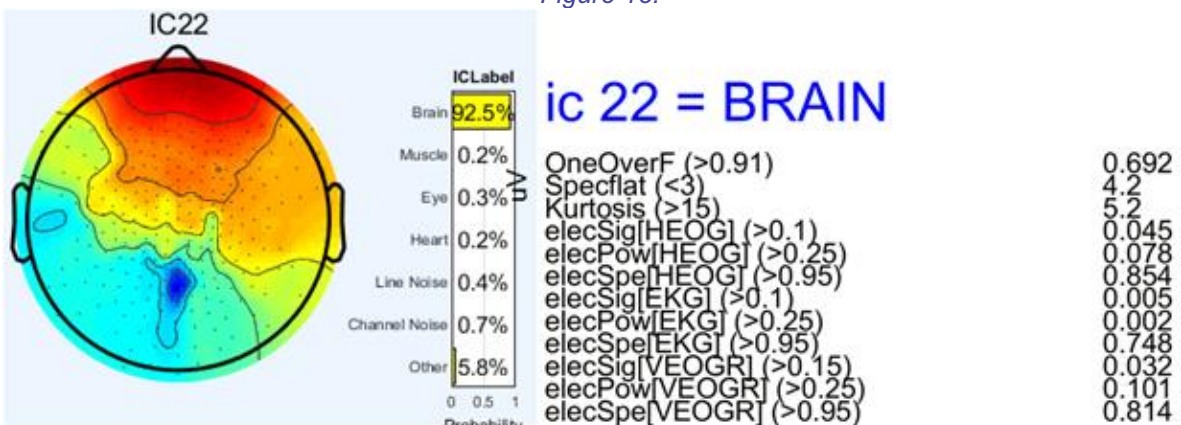 Figure 13.
IC22
ICLabel
Brain 92.5%
Muscle 0.2%
Eye 0.3%
Heart 0.2%
Line Noise 0.4%
Channel Noise 0.7%
Other 5.8%
0 0.5 1
Probability
uV
ic 22 = BRAIN
OneOverF (>0.91) 0.692
Specflat (<3) 4.2
Kurtosis (>15) 5.2
elecSig[HEOG] (>0.1) 0.045
elecPow[HEOG] (>0.25) 0.078
elecSpe[HEOG] (>0.95) 0.854
elecSig[EKG] (>0.1) 0.005
elecPow[EKG] (>0.25) 0.002
elecSpe[EKG] (>0.95) 0.748
elecSig[VEOGR] (>0.15) 0.032
elecPow[VEOGR] (>0.25) 0.101
elecSpe[VEOGR] (>0.95) 0.814